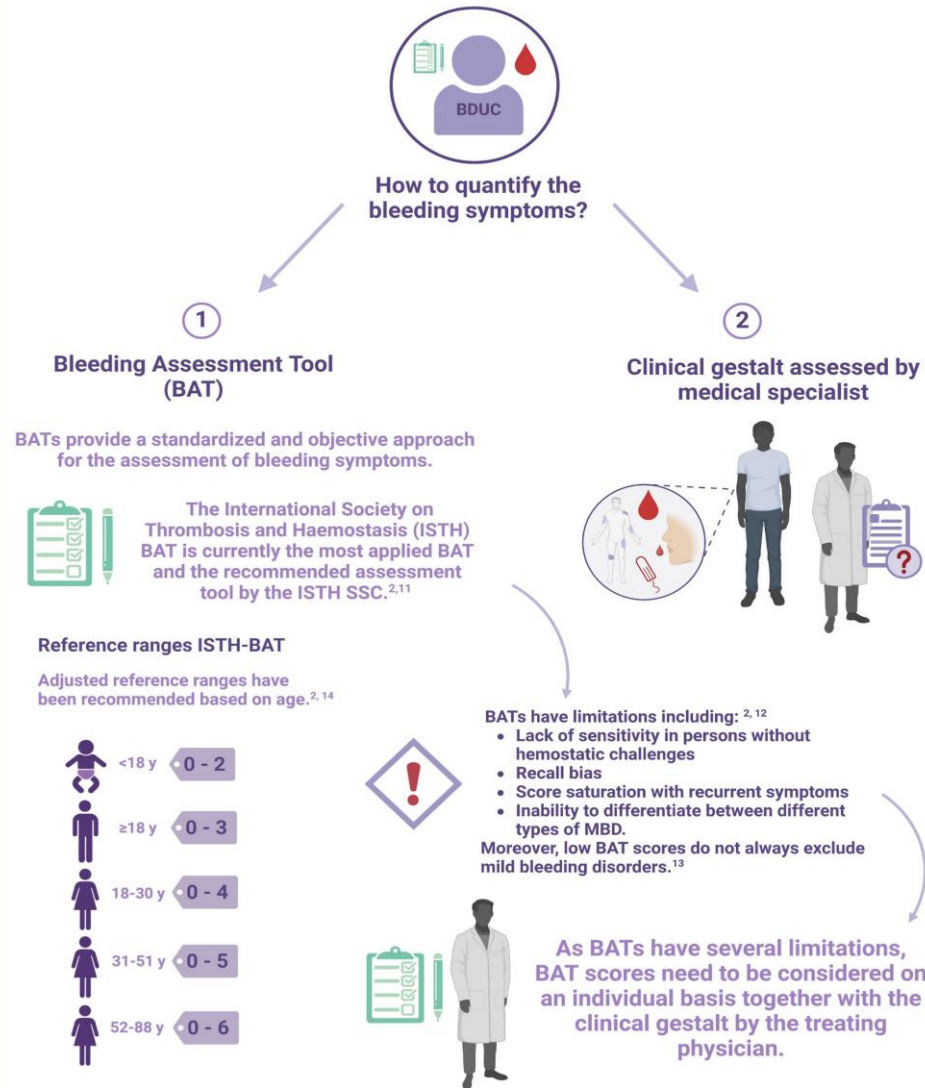 BDUC
How to quantify the
bleeding symptoms?
1
Bleeding Assessment Tool
(BAT)
BATs provide a standardized and objective approach
for the assessment of bleeding symptoms.
The International Society on
Thrombosis and Haemostasis (ISTH)
BAT is currently the most applied BAT
and the recommended assessment
tool by the ISTH SSC.2,11
Reference ranges ISTH-BAT
Adjusted reference ranges have
been recommended based on age.2, 14
<18 y 0 - 2
≥18 y 0 - 3
18-30 y 0 - 4
31-51 y 0 - 5
52-88 y 0 - 6
2
Clinical gestalt assessed by
medical specialist
?
BATs have limitations including: 2, 12
• Lack of sensitivity in persons without
hemostatic challenges
• Recall bias
• Score saturation with recurrent symptoms
• Inability to differentiate between different
types of MBD.
Moreover, low BAT scores do not always exclude
mild bleeding disorders.13
!
As BATs have several limitations,
BAT scores need to be considered on
an individual basis together with the
clinical gestalt by the treating
physician.